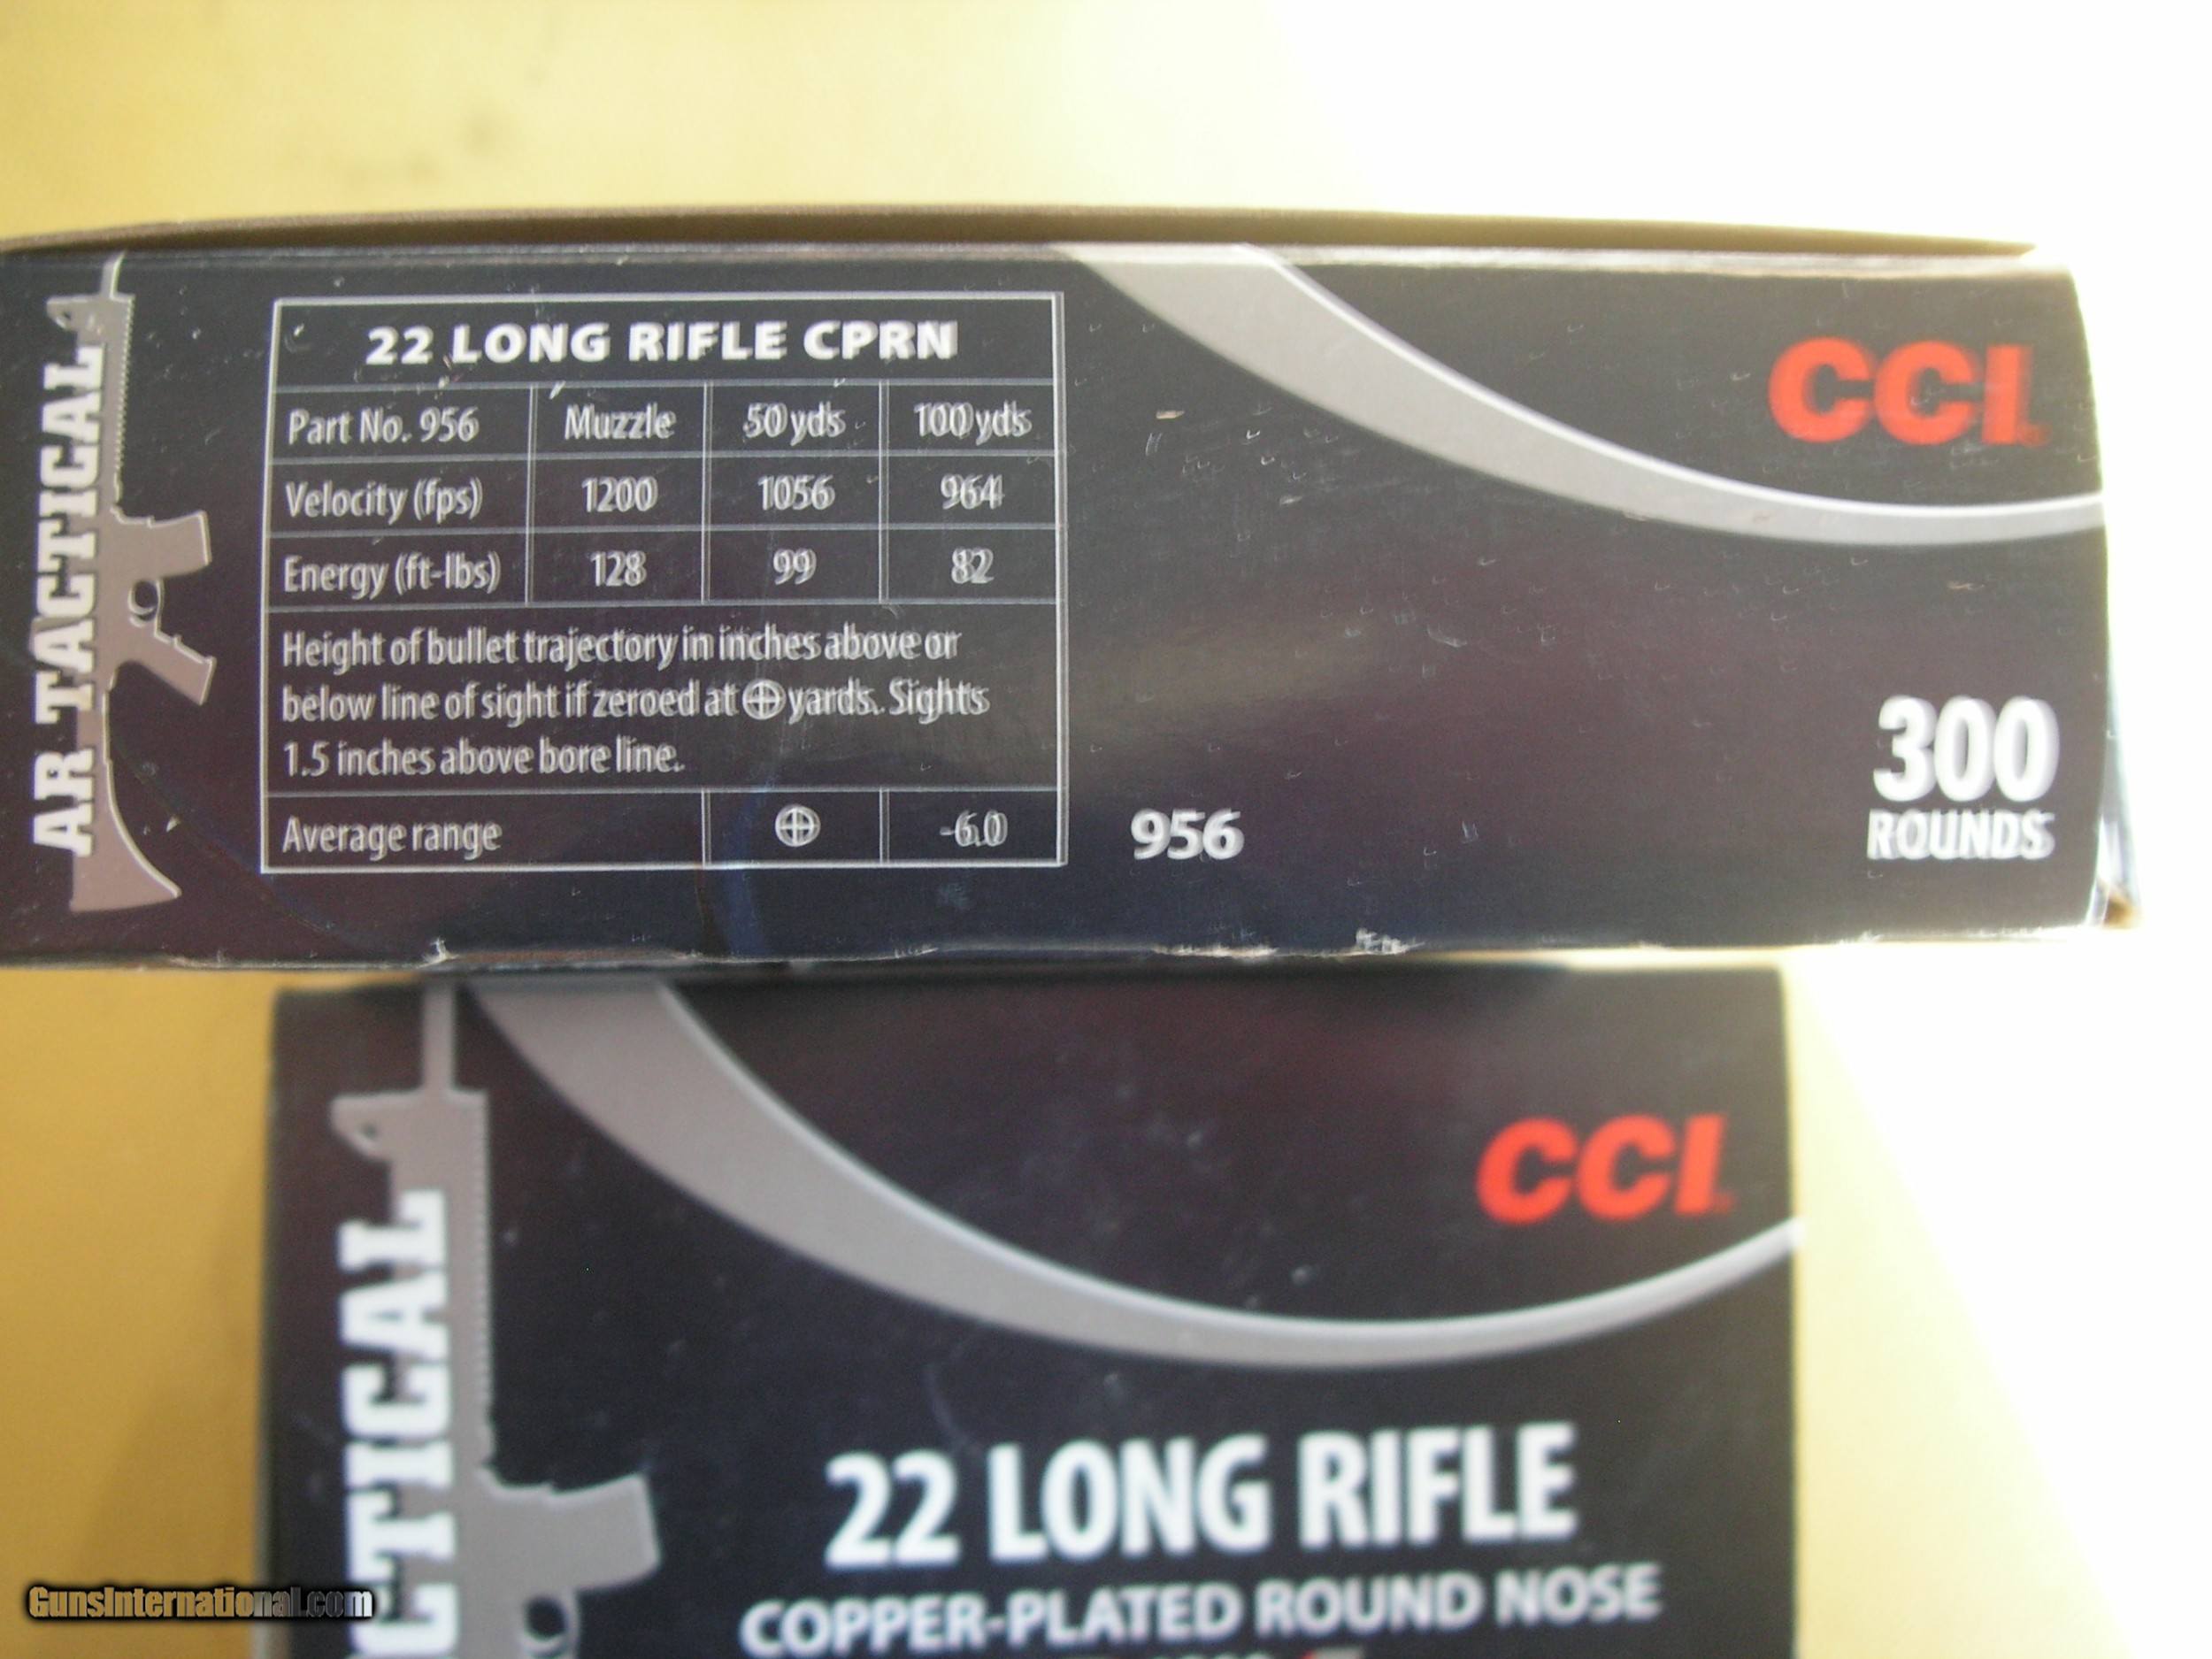 AR TACTICAL
22 LONG RIFLE CPRN
Part No. 956 Muzzle 50 yds 100 yds
Velocity (fps) 1200 1056 964
Energy (ft-lbs) 128 99 82
Height of bullet trajectory in inches above or
below line of sight if zeroed at ⊕ yards. Sights
1.5 inches above bore line.
Average range ⊕ -6.0
CCI
956
300
ROUNDS
CCI
22 LONG RIFLE
COPPER-PLATED ROUND NOSE
GunsInternational.com